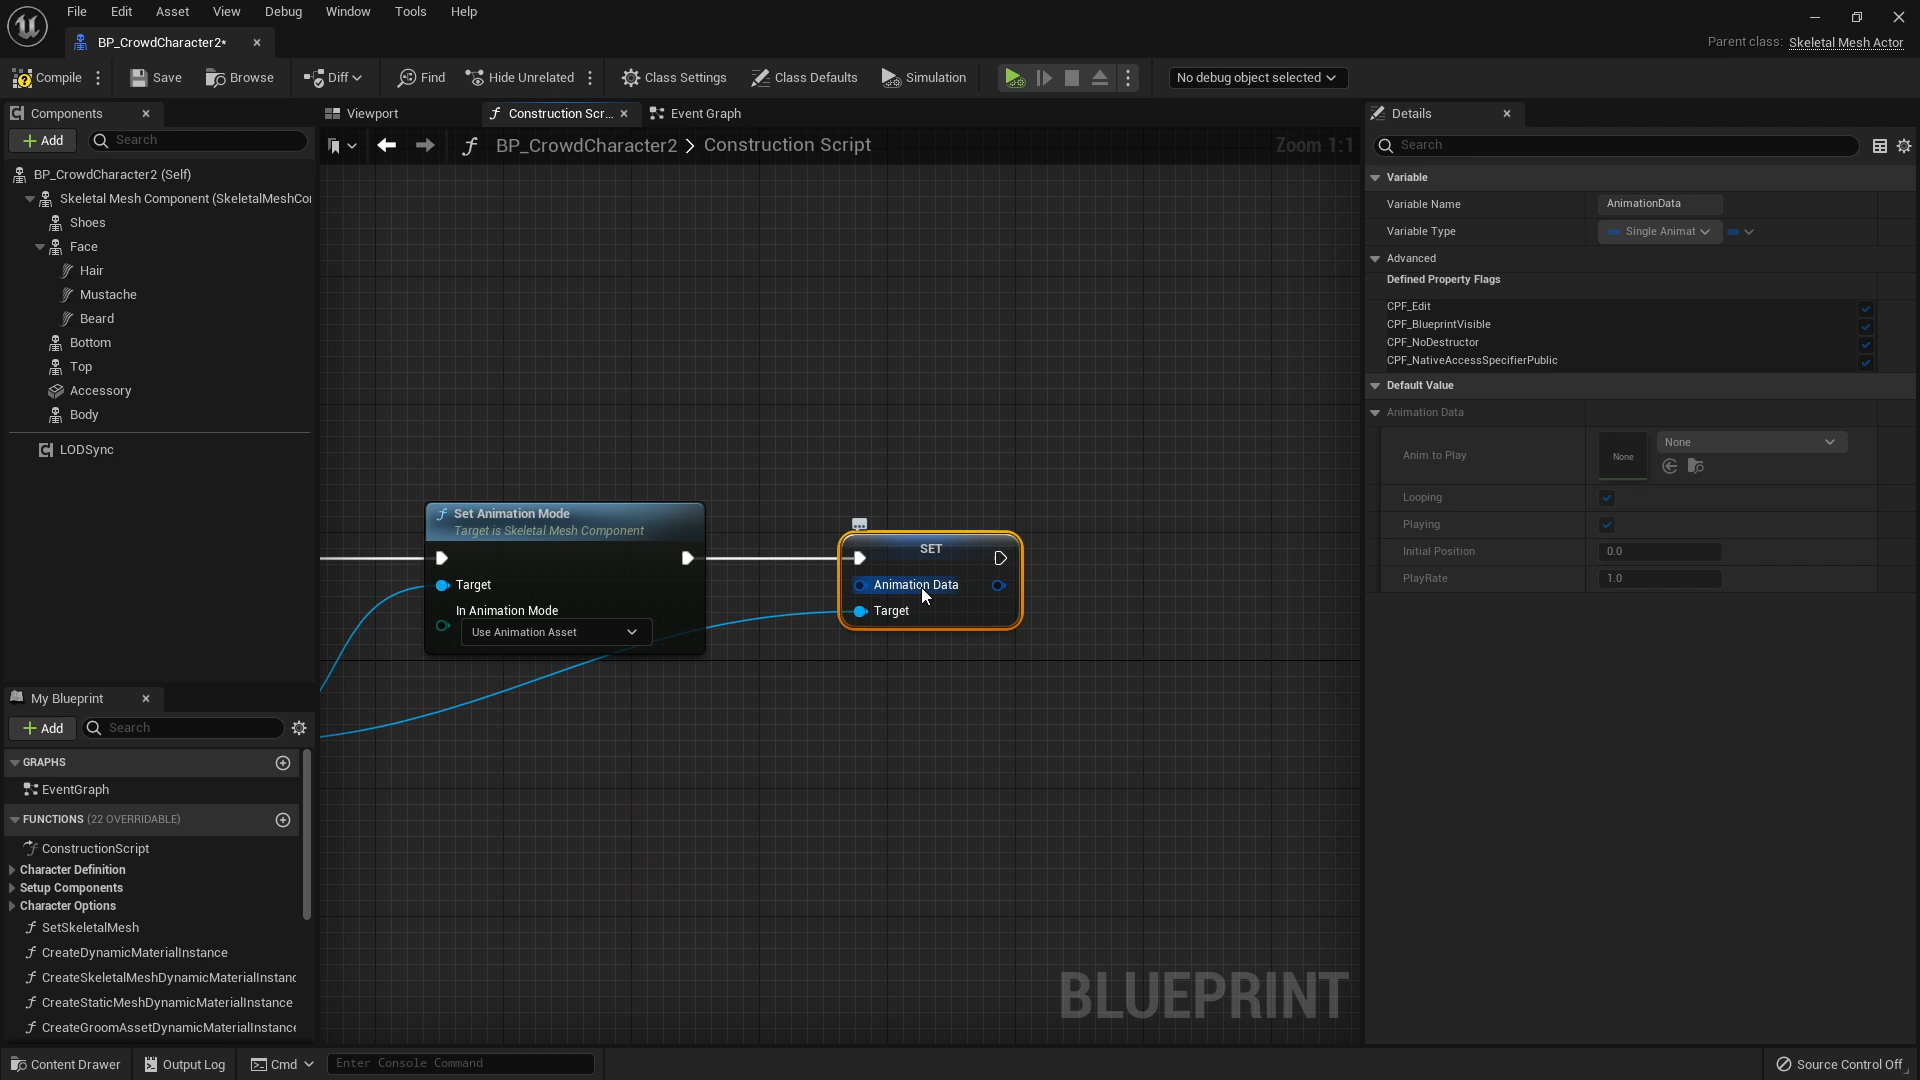 File Edit Asset View Debug Window Tools Help
BP_CrowdCharacter2*
Parent class: Skeletal Mesh Actor
Compile Save Browse Diff Find Hide Unrelated Class Settings Class Defaults Simulation No debug object selected
Components
Add Search
BP_CrowdCharacter2 (Self)
Skeletal Mesh Component (SkeletalMeshCo
Shoes
Face
Hair
Mustache
Beard
Bottom
Top
Accessory
Body
LODSync
My Blueprint
Add Search
GRAPHS
EventGraph
FUNCTIONS (22 OVERRIDABLE)
ConstructionScript
Character Definition
Setup Components
Character Options
SetSkeletalMesh
CreateDynamicMaterialInstance
CreateSkeletalMeshDynamicMaterialInstanc
CreateStaticMeshDynamicMaterialInstance
CreateGroomAssetDynamicMaterialInstance
Viewport Construction Scr... Event Graph
BP_CrowdCharacter2 > Construction Script
Zoom 1:1
Set Animation Mode
Target is Skeletal Mesh Component
Target
In Animation Mode
Use Animation Asset
SET
Animation Data
Target
BLUEPRINT
Details
Search
Variable
Variable Name AnimationData
Variable Type Single Animat
Advanced
Defined Property Flags
CPF_Edit
CPF_BlueprintVisible
CPF_NoDestructor
CPF_NativeAccessSpecifierPublic
Default Value
Animation Data
Anim to Play None None
Looping
Playing
Initial Position 0.0
PlayRate 1.0
Content Drawer Output Log Cmd Enter Console Command Source Control Off